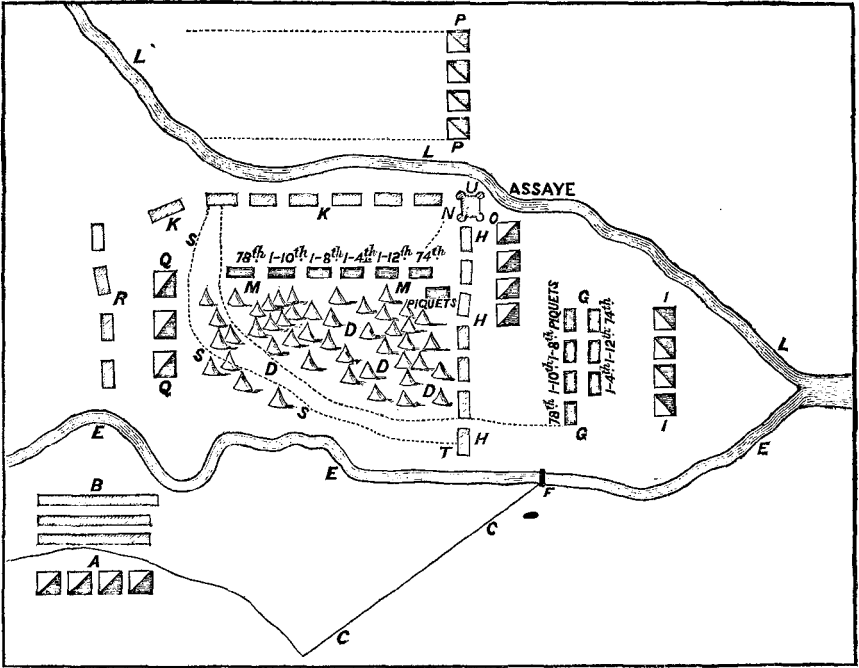 P
L
P
L
U
ASSAYE
K
K
N
O
S
H
78th 1-10th 1-8th 1-4th 1-12th 74th
Q
M
M
R
PIQUETS
H
G
I
D
78th 1-10th 1-8th PIQUETS
1-4th 1-12th 74th
L
S
D
D
D
Q
S
I
E
T
H
G
E
E
F
B
C
A
C